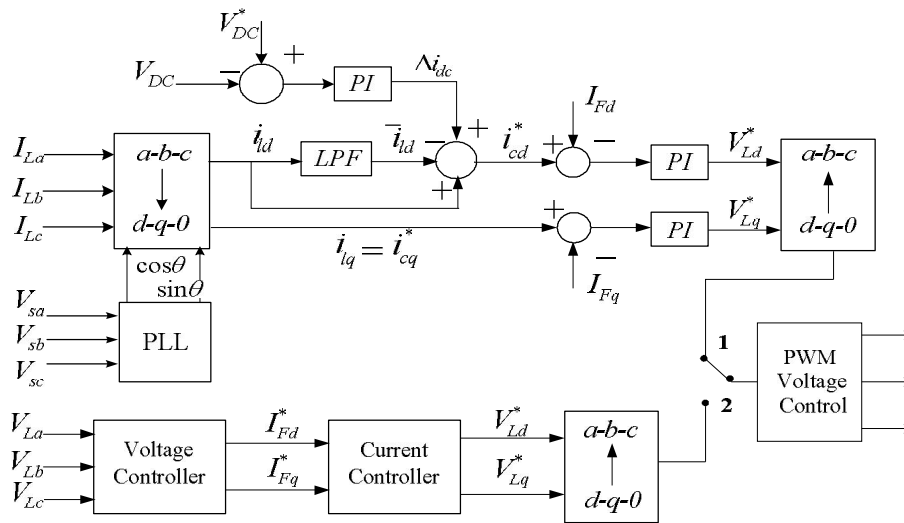 V*DC
− +
VDC
PI
Λidc
ILa
ILb
ILc
a-b-c
d-q-0
ild
LPF
īld
+
−
+
i*cd
+
IFd
−
PI
V*Ld
a-b-c
d-q-0
ilq = i*cq
+
−
IFq
PI
V*Lq
cosθ
sinθ
Vsa
Vsb
Vsc
PLL
1
2
PWM
Voltage
Control
VLa
VLb
VLc
Voltage
Controller
I*Fd
I*Fq
Current
Controller
V*Ld
V*Lq
a-b-c
d-q-0